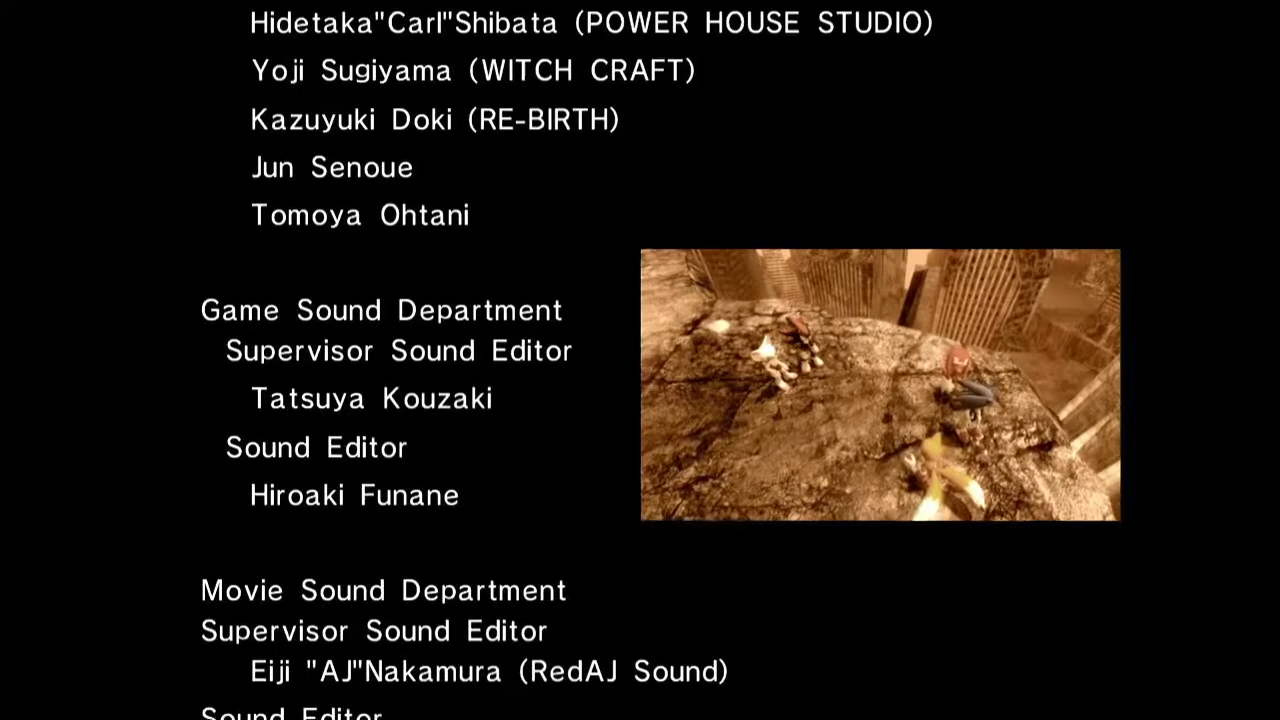 Hidetaka"Carl"Shibata (POWER HOUSE STUDIO)
Yoji Sugiyama (WITCH CRAFT)
Kazuyuki Doki (RE-BIRTH)
Jun Senoue
Tomoya Ohtani
Game Sound Department
Supervisor Sound Editor
Tatsuya Kouzaki
Sound Editor
Hiroaki Funane
Movie Sound Department
Supervisor Sound Editor
Eiji "AJ"Nakamura (RedAJ Sound)
Sound Editor